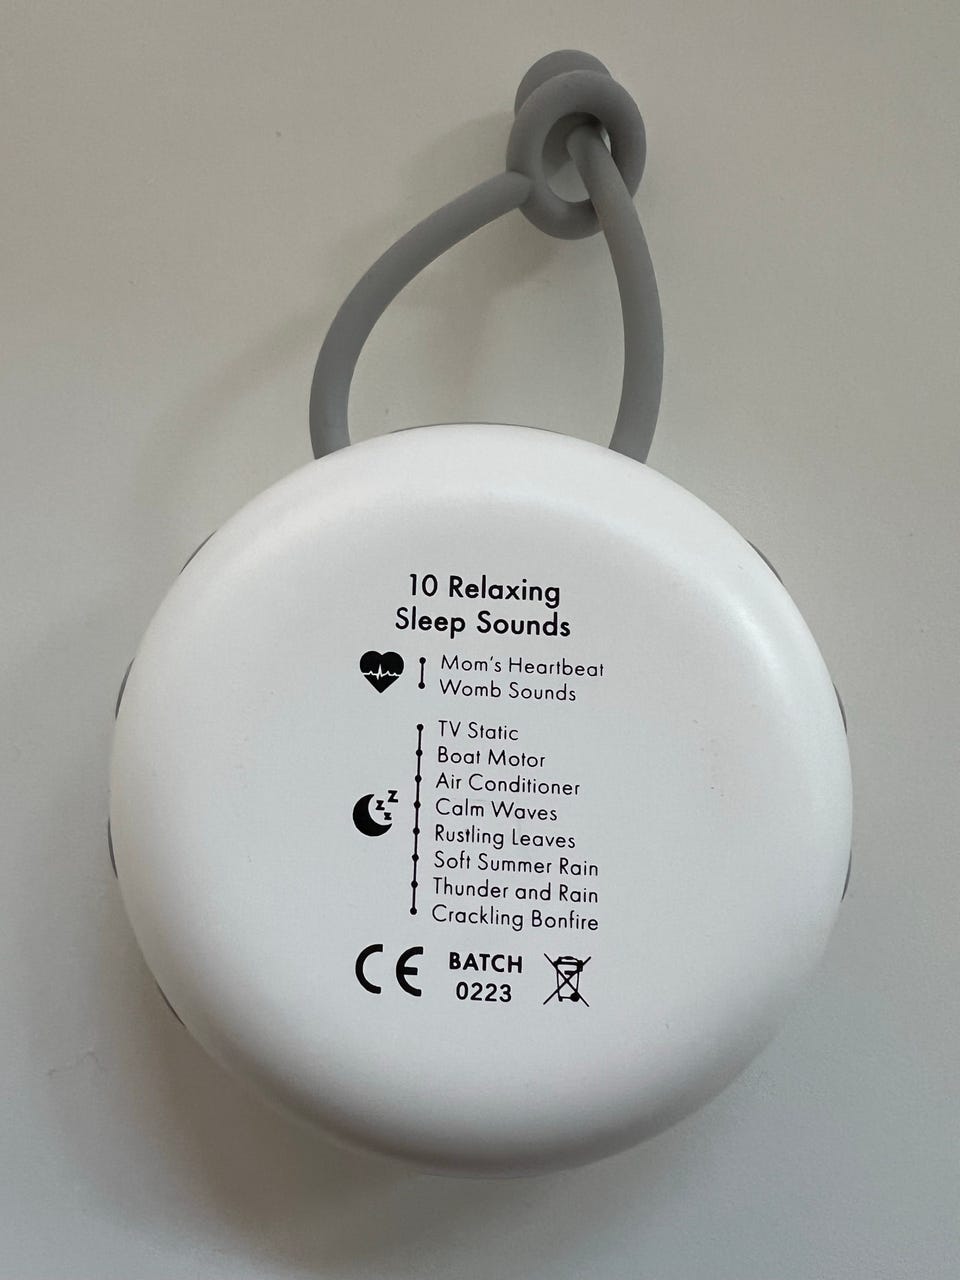 10 Relaxing
Sleep Sounds
Mom's Heartbeat
Womb Sounds
TV Static
Boat Motor
Air Conditioner
Calm Waves
Rustling Leaves
Soft Summer Rain
Thunder and Rain
Crackling Bonfire
CE BATCH
0223